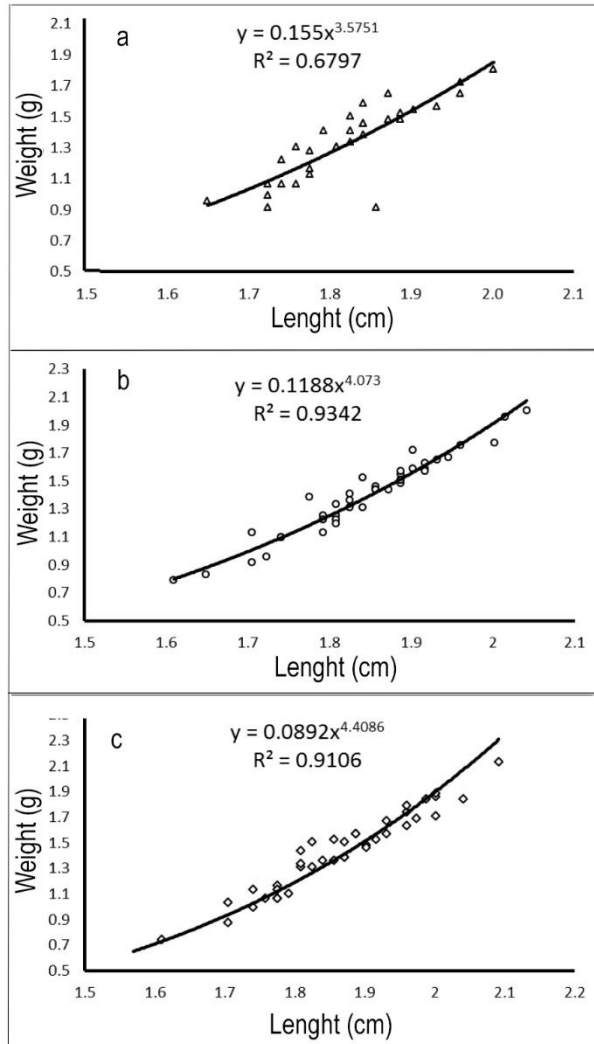 a
y = 0.155x^3.5751
R² = 0.6797
Weight (g)
2.1
1.9
1.7
1.5
1.3
1.1
0.9
0.7
0.5
1.5 1.6 1.7 1.8 1.9 2.0 2.1
Lenght (cm)
b
y = 0.1188x^4.073
R² = 0.9342
Weight (g)
2.3
2.1
1.9
1.7
1.5
1.3
1.1
0.9
0.7
0.5
1.5 1.6 1.7 1.8 1.9 2 2.1
Lenght (cm)
c
y = 0.0892x^4.4086
R² = 0.9106
Weight (g)
2.3
2.1
1.9
1.7
1.5
1.3
1.1
0.9
0.7
0.5
1.5 1.6 1.7 1.8 1.9 2 2.1 2.2
Lenght (cm)